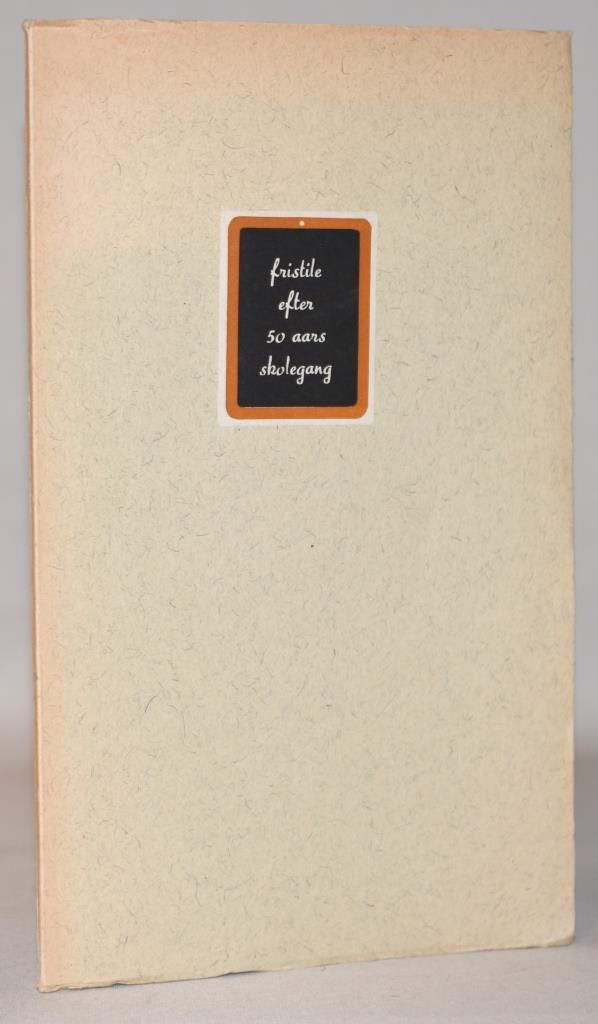 fristile
efter
50 aars
skolegang